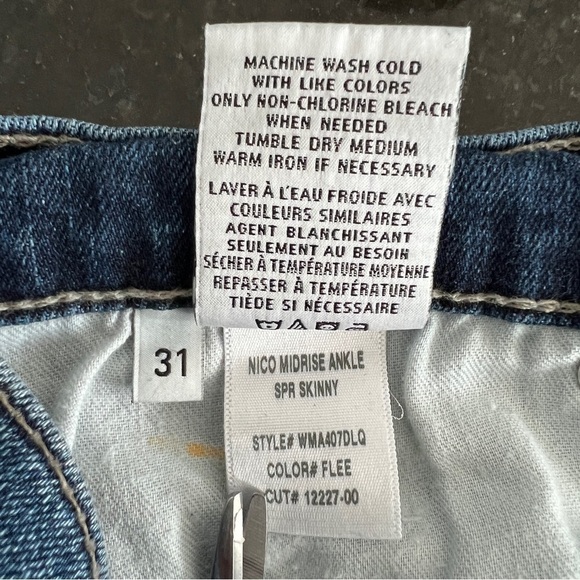 MACHINE WASH COLD
WITH LIKE COLORS
ONLY NON-CHLORINE BLEACH
WHEN NEEDED
TUMBLE DRY MEDIUM
WARM IRON IF NECESSARY
LAVER À L'EAU FROIDE AVEC
COULEURS SIMILAIRES
AGENT BLANCHISSANT
SEULEMENT AU BESOIN
SÉCHER À TEMPÉRATURE MOYENNE
REPASSER À TEMPÉRATURE
TIÈDE SI NÉCESSAIRE
31
NICO MIDRISE ANKLE
SPR SKINNY
STYLE# WMA407DLQ
COLOR# FLEE
CUT# 12227-00